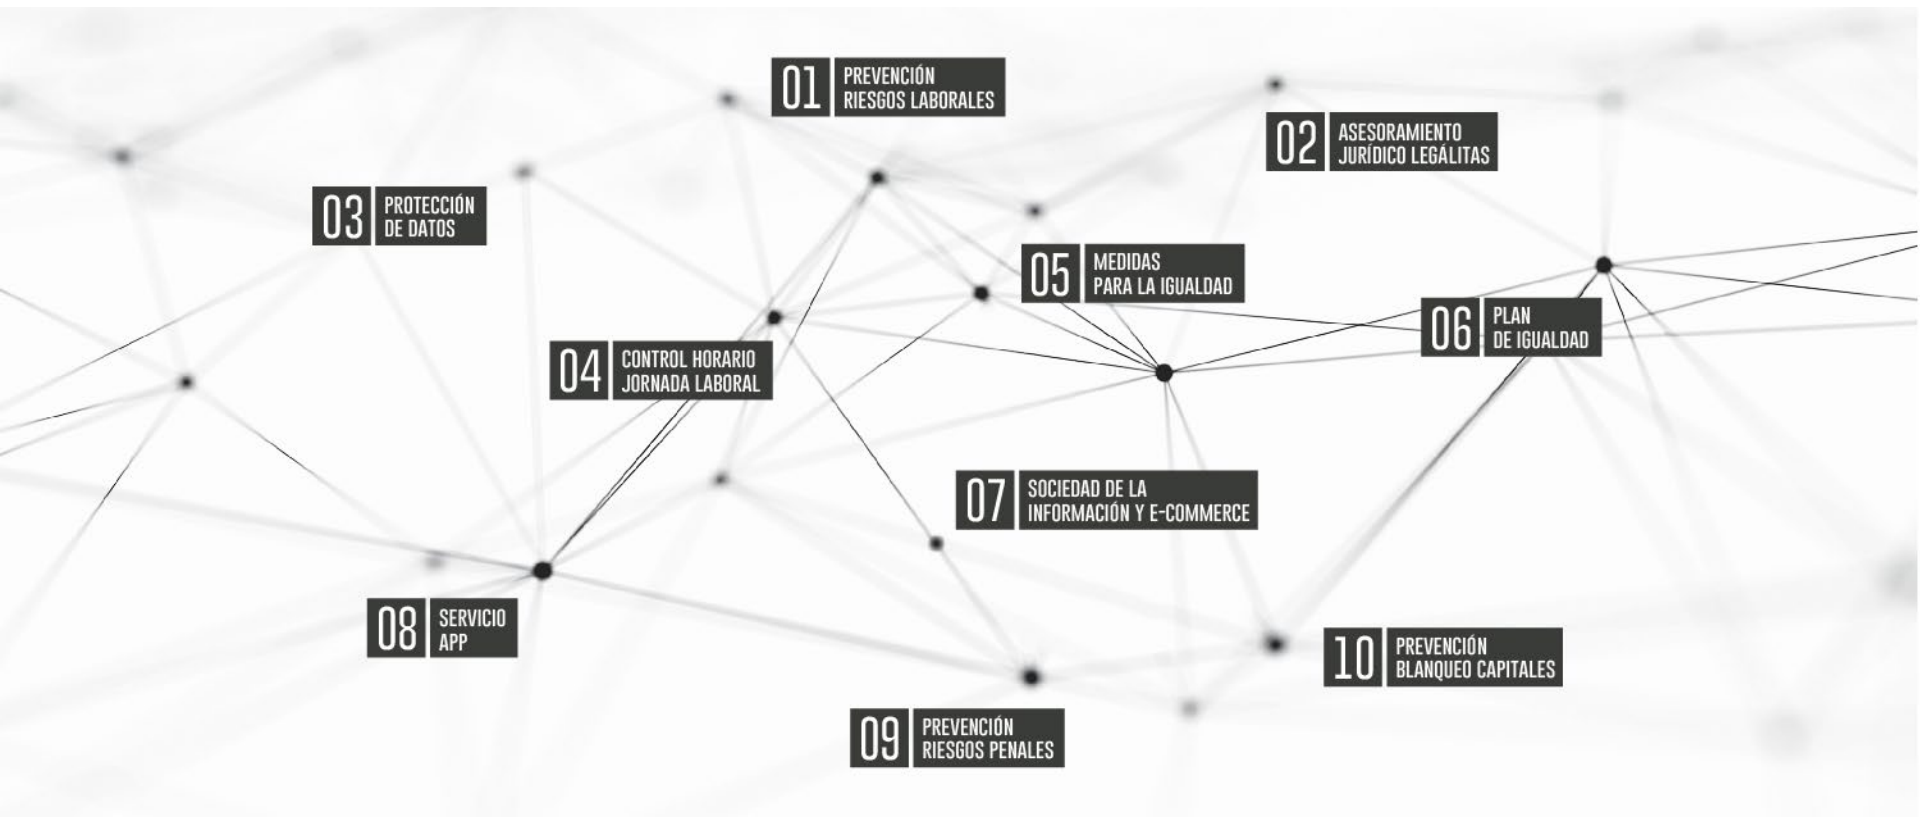 01 PREVENCIÓN
RIESGOS LABORALES
02 ASESORAMIENTO
JURÍDICO LEGÁLITAS
03 PROTECCIÓN
DE DATOS
04 CONTROL HORARIO
JORNADA LABORAL
05 MEDIDAS
PARA LA IGUALDAD
06 PLAN
DE IGUALDAD
07 SOCIEDAD DE LA
INFORMACIÓN Y E-COMMERCE
08 SERVICIO
APP
09 PREVENCIÓN
RIESGOS PENALES
10 PREVENCIÓN
BLANQUEO CAPITALES